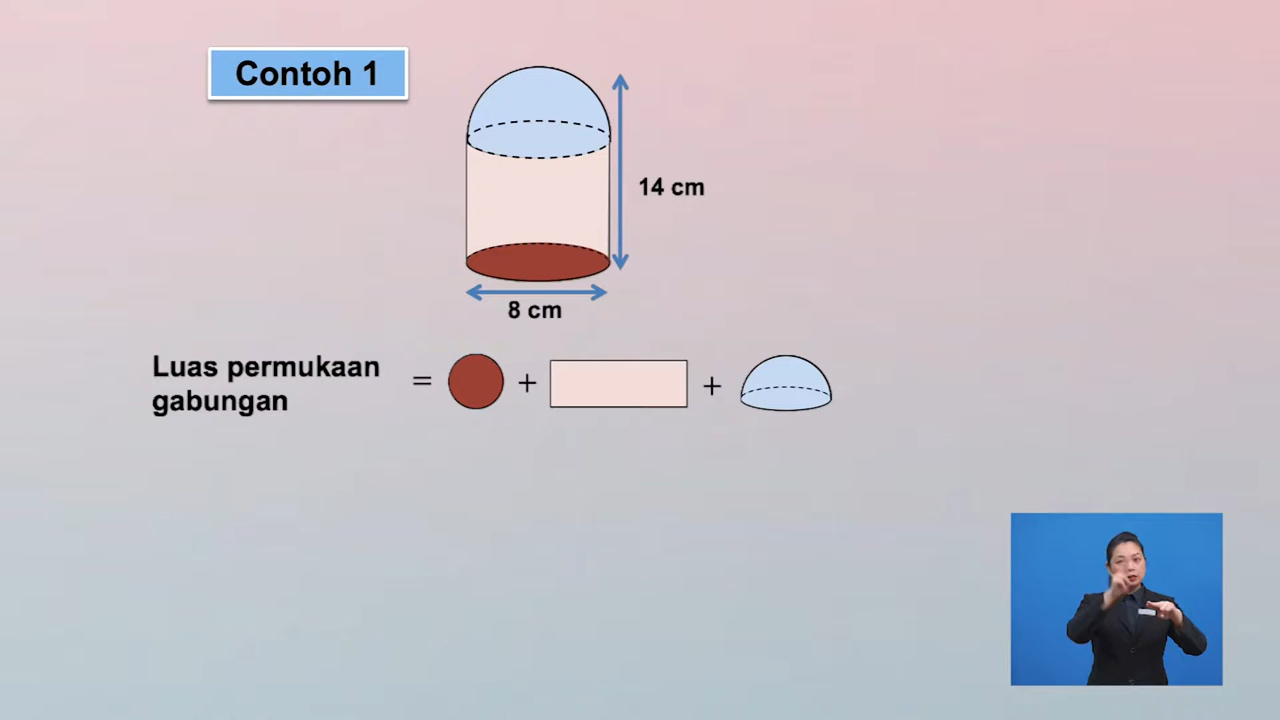 Contoh 1
14 cm
8 cm
Luas permukaan
gabungan
= + +